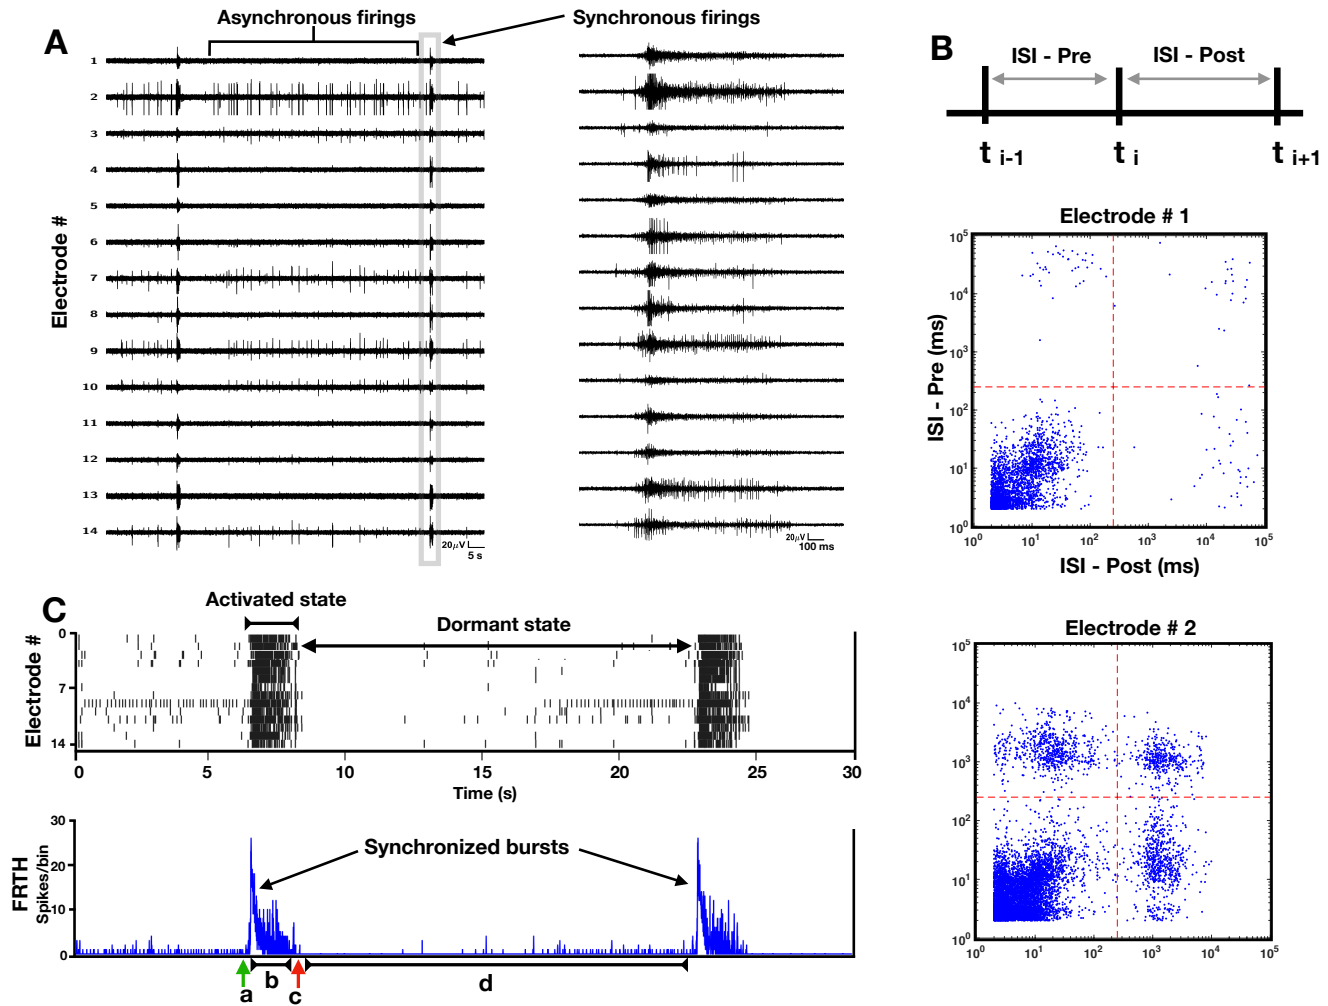 A
Asynchronous firings
Synchronous firings
Electrode #
1
2
3
4
5
6
7
8
9
10
11
12
13
14
20μV
5 s
20μV
100 ms
B
ISI - Pre
ISI - Post
t i-1
t i
t i+1
Electrode # 1
ISI - Pre (ms)
10^5
10^4
10^3
10^2
10^1
10^0
10^0 10^1 10^2 10^3 10^4 10^5
ISI - Post (ms)
Electrode # 2
10^5
10^4
10^3
10^2
10^1
10^0
10^0 10^1 10^2 10^3 10^4 10^5
C
Activated state
Dormant state
Electrode #
0
7
14
0 5 10 15 20 25 30
Time (s)
FRTH
Spikes/bin
30
20
10
0
Synchronized bursts
a
b
c
d